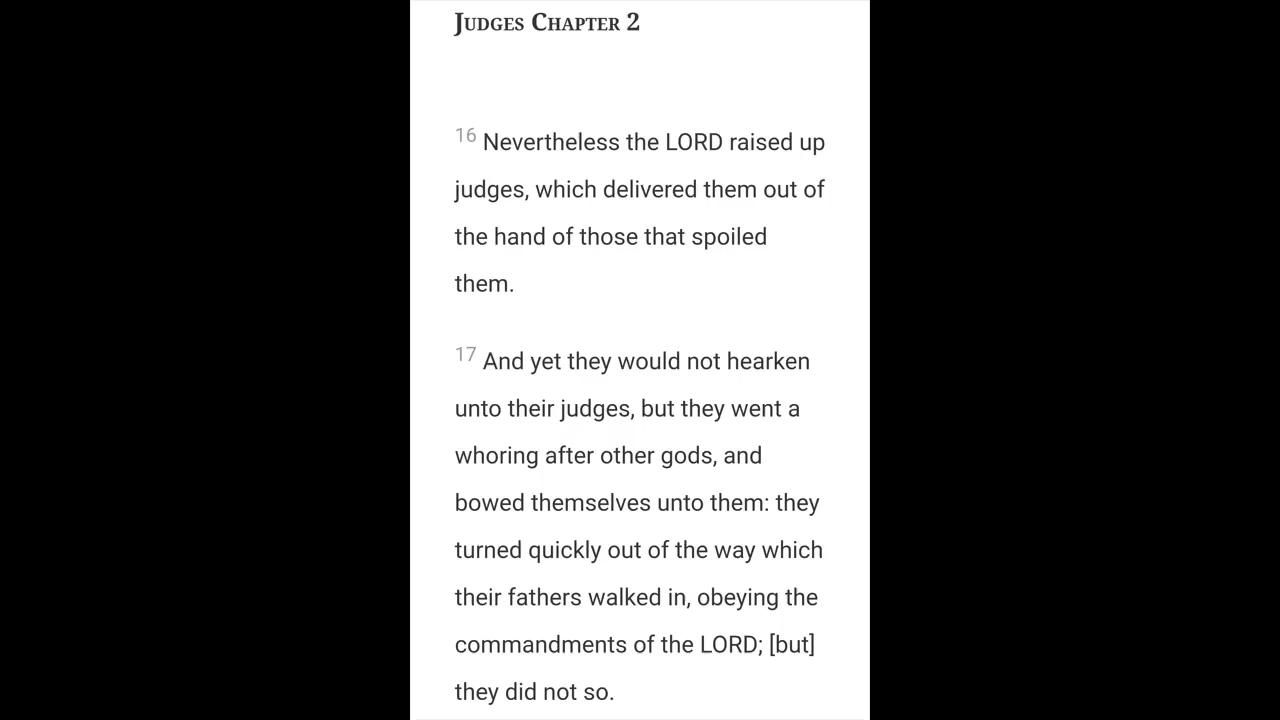 Judges Chapter 2
16 Nevertheless the LORD raised up
judges, which delivered them out of
the hand of those that spoiled
them.
17 And yet they would not hearken
unto their judges, but they went a
whoring after other gods, and
bowed themselves unto them: they
turned quickly out of the way which
their fathers walked in, obeying the
commandments of the LORD; [but]
they did not so.